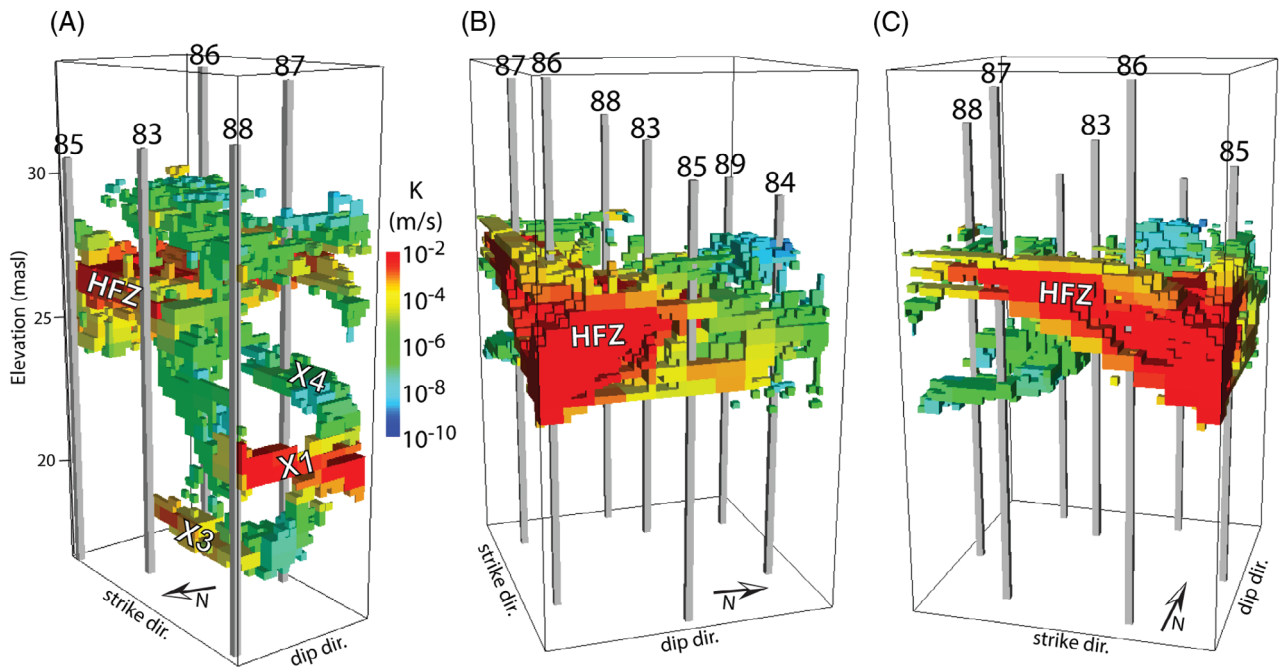 (A)
86
87
85
83
88
30
25
20
Elevation (masl)
HFZ
X4
X1
X3
N
strike dir.
dip dir.
K
(m/s)
10⁻²
10⁻⁴
10⁻⁶
10⁻⁸
10⁻¹⁰
(B)
87
86
88
83
85
89
84
HFZ
N
strike dir.
dip dir.
(C)
87
86
88
83
85
HFZ
N
strike dir.
dip dir.